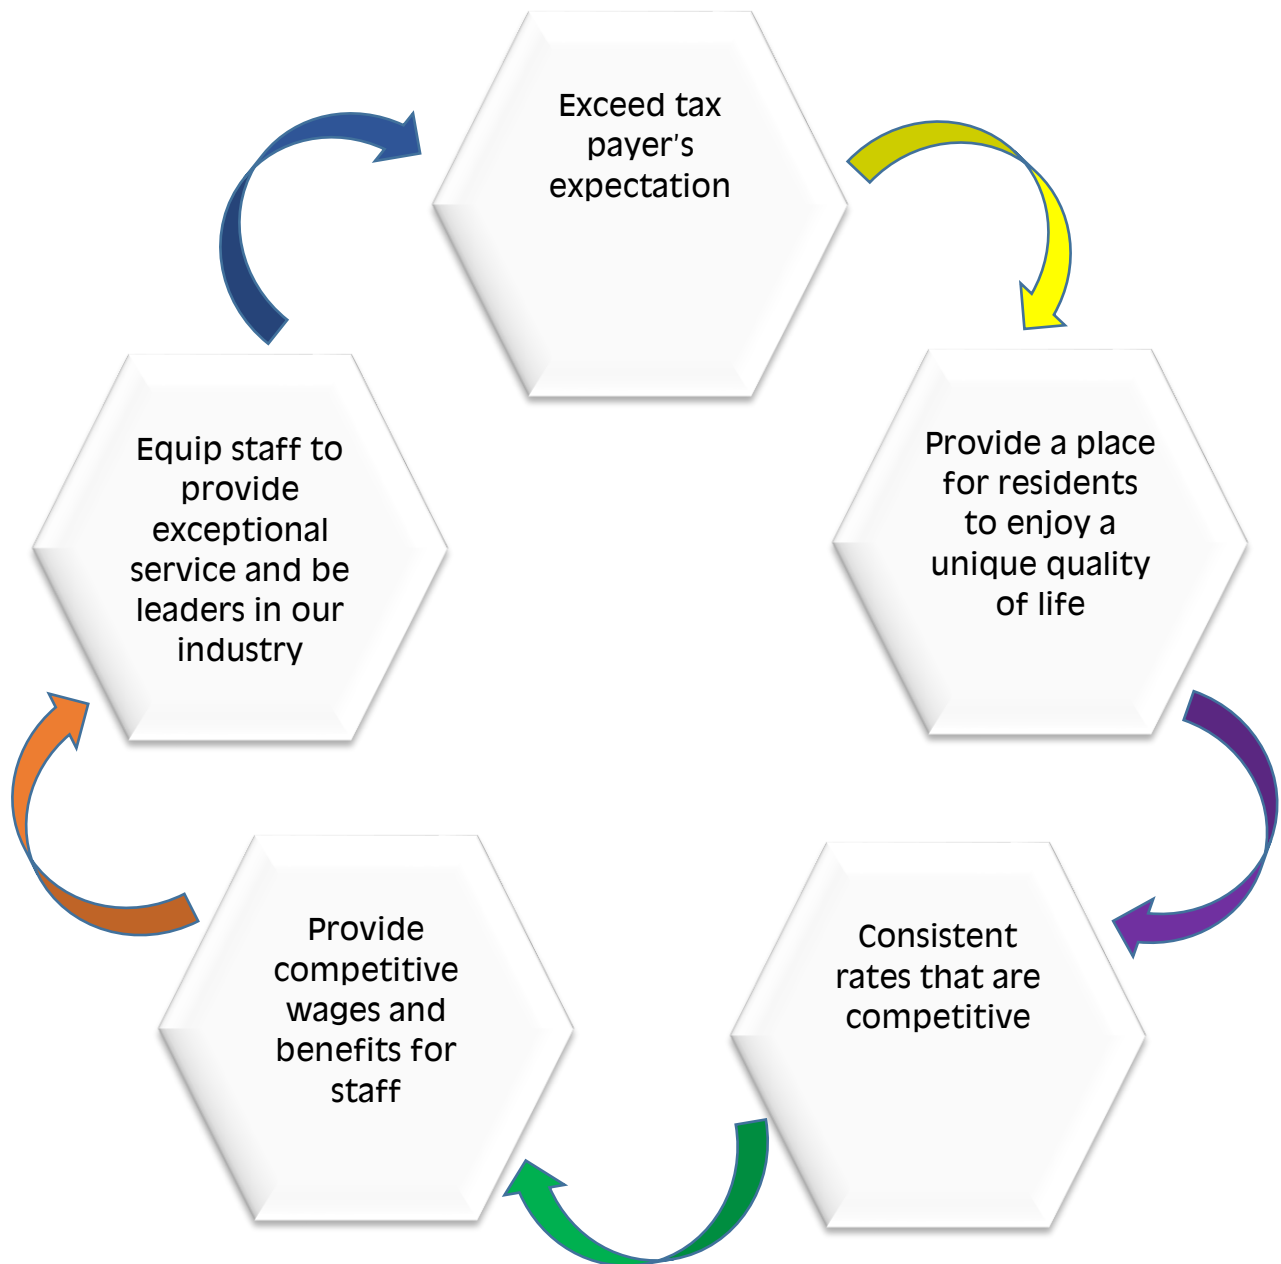 Exceed tax
payer's
expectation
Provide a place
for residents
to enjoy a
unique quality
of life
Consistent
rates that are
competitive
Provide
competitive
wages and
benefits for
staff
Equip staff to
provide
exceptional
service and be
leaders in our
industry